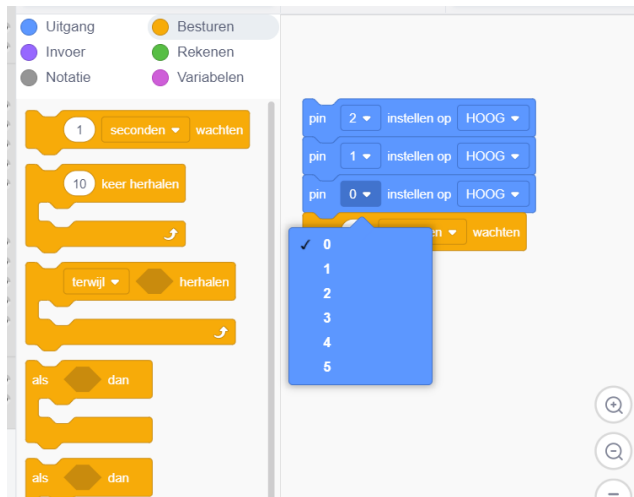 Uitgang Besturen
Invoer Rekenen
Notatie Variabelen
1 seconden wachten
10 keer herhalen
terwijl herhalen
als dan
als dan
pin 2 instellen op HOOG
pin 1 instellen op HOOG
pin 0 instellen op HOOG
en wachten
✓ 0
1
2
3
4
5